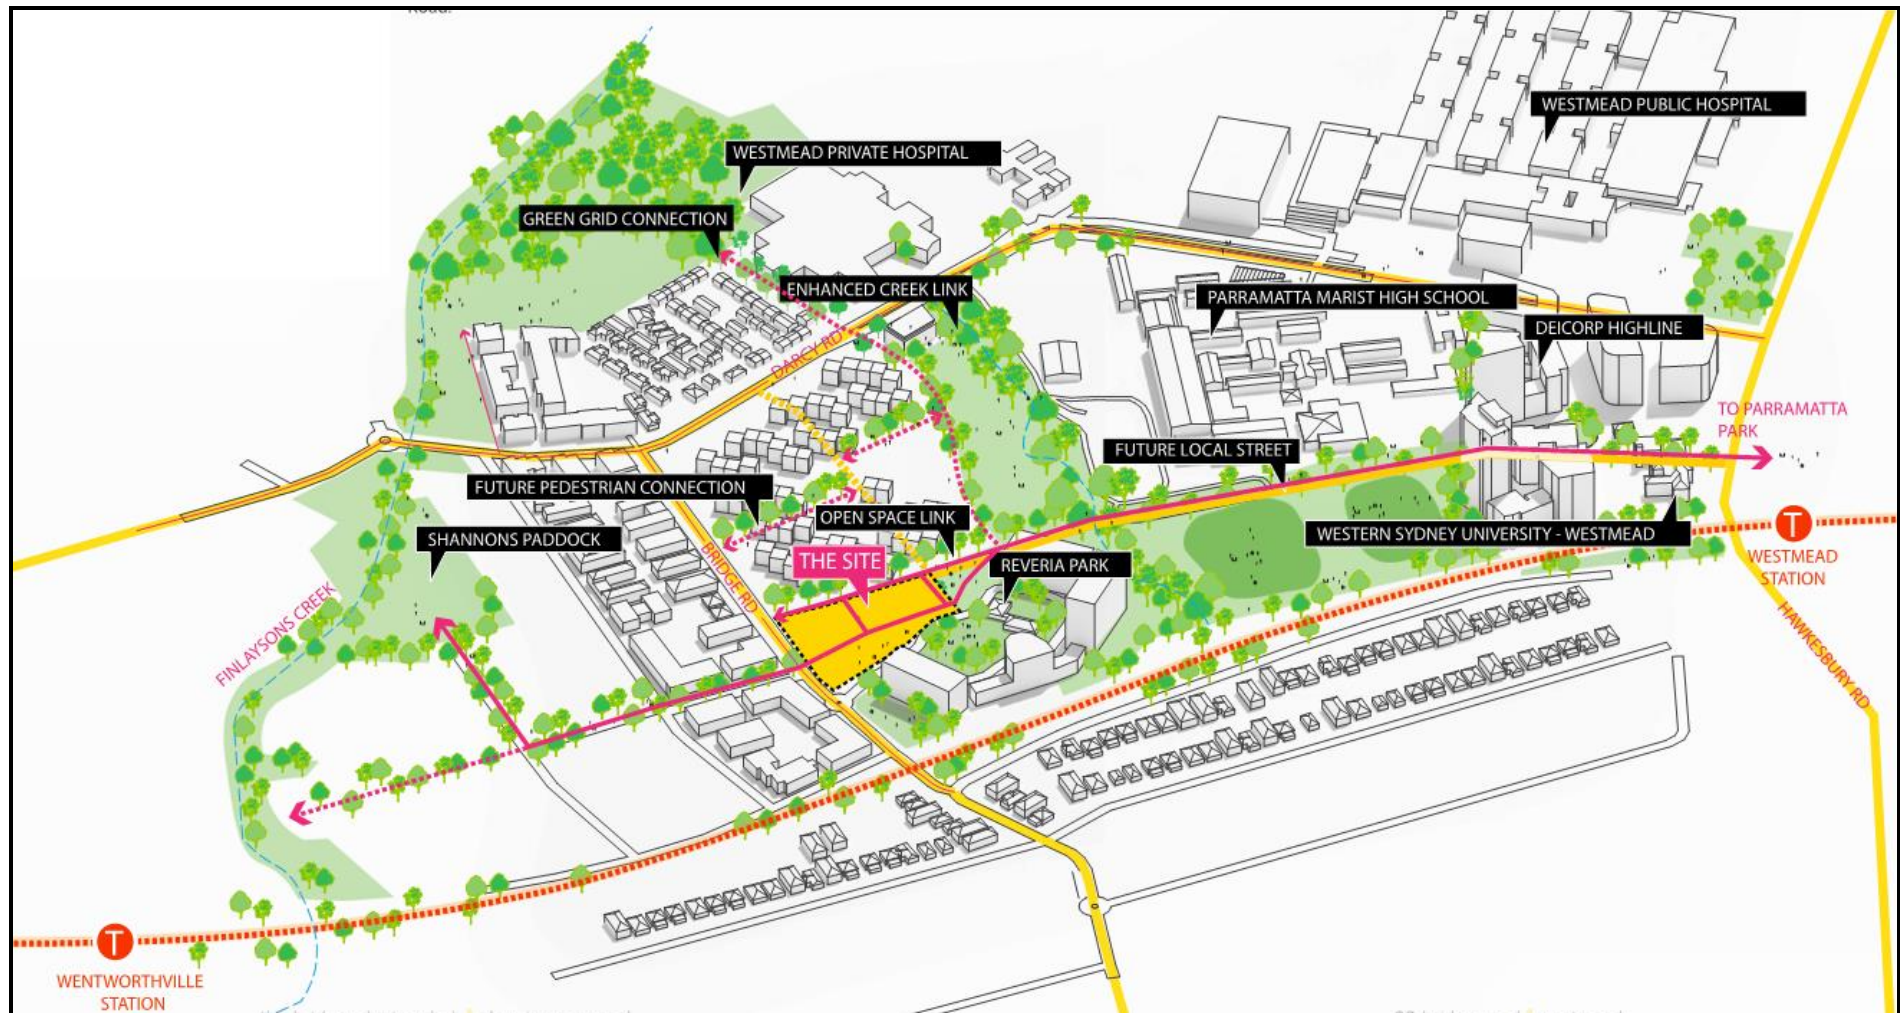 Road.
WESTMEAD PUBLIC HOSPITAL
WESTMEAD PRIVATE HOSPITAL
GREEN GRID CONNECTION
ENHANCED CREEK LINK
PARRAMATTA MARIST HIGH SCHOOL
DEICORP HIGHLINE
DARCY RD
TO PARRAMATTA
PARK
FUTURE LOCAL STREET
FUTURE PEDESTRIAN CONNECTION
OPEN SPACE LINK
SHANNONS PADDOCK
WESTERN SYDNEY UNIVERSITY - WESTMEAD
T
WESTMEAD
STATION
THE SITE
REVERIA PARK
BRIDGE RD
FINLAYSONS CREEK
HAWKESBURY RD
T
WENTWORTHVILLE
STATION